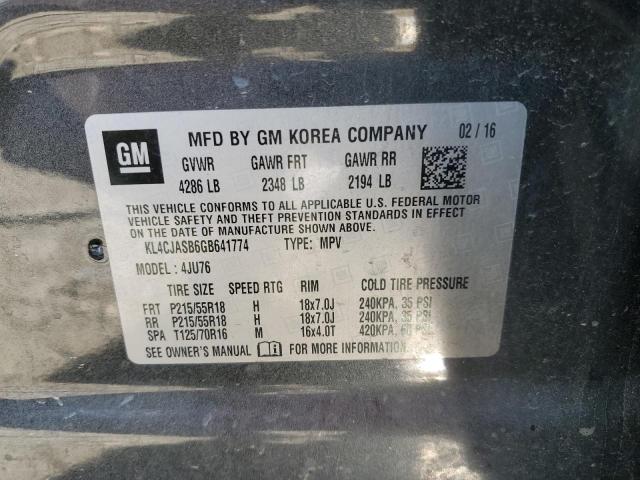 GM MFD BY GM KOREA COMPANY 02 / 16
GVWR GAWR FRT GAWR RR
4286 LB 2348 LB 2194 LB
THIS VEHICLE CONFORMS TO ALL APPLICABLE U.S. FEDERAL MOTOR
VEHICLE SAFETY AND THEFT PREVENTION STANDARDS IN EFFECT
ON THE DATE OF MANUFACTURE SHOWN ABOVE.
KL4CJASB6GB641774 TYPE: MPV
MODEL : 4JU76
TIRE SIZE SPEED RTG RIM COLD TIRE PRESSURE
FRT P215/55R18 H 18x7.0J 240KPA, 35 PSI
RR P215/55R18 H 18x7.0J 240KPA, 35 PSI
SPA T125/70R16 M 16x4.0T 420KPA, 60 PSI
SEE OWNER'S MANUAL FOR MORE INFORMATION.